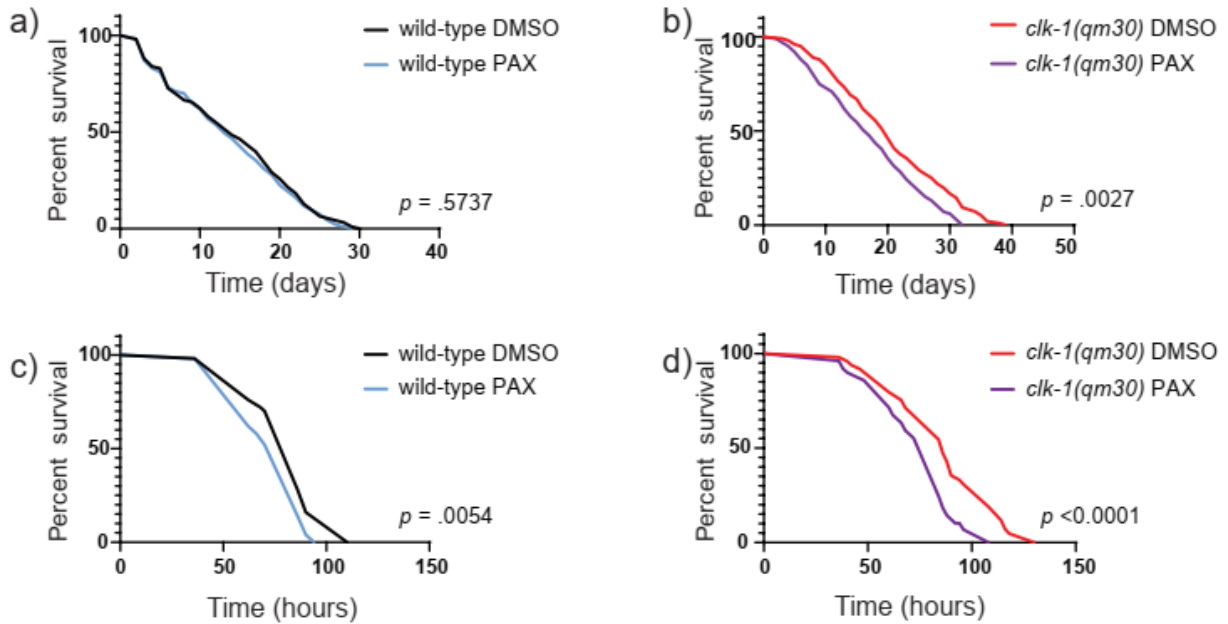 a)
Percent survival
100
50
0
0 10 20 30 40
Time (days)
wild-type DMSO
wild-type PAX
p = .5737
b)
Percent survival
100
50
0
0 10 20 30 40 50
Time (days)
clk-1(qm30) DMSO
clk-1(qm30) PAX
p = .0027
c)
Percent survival
100
50
0
0 50 100 150
Time (hours)
wild-type DMSO
wild-type PAX
p = .0054
d)
Percent survival
100
50
0
0 50 100 150
Time (hours)
clk-1(qm30) DMSO
clk-1(qm30) PAX
p <0.0001